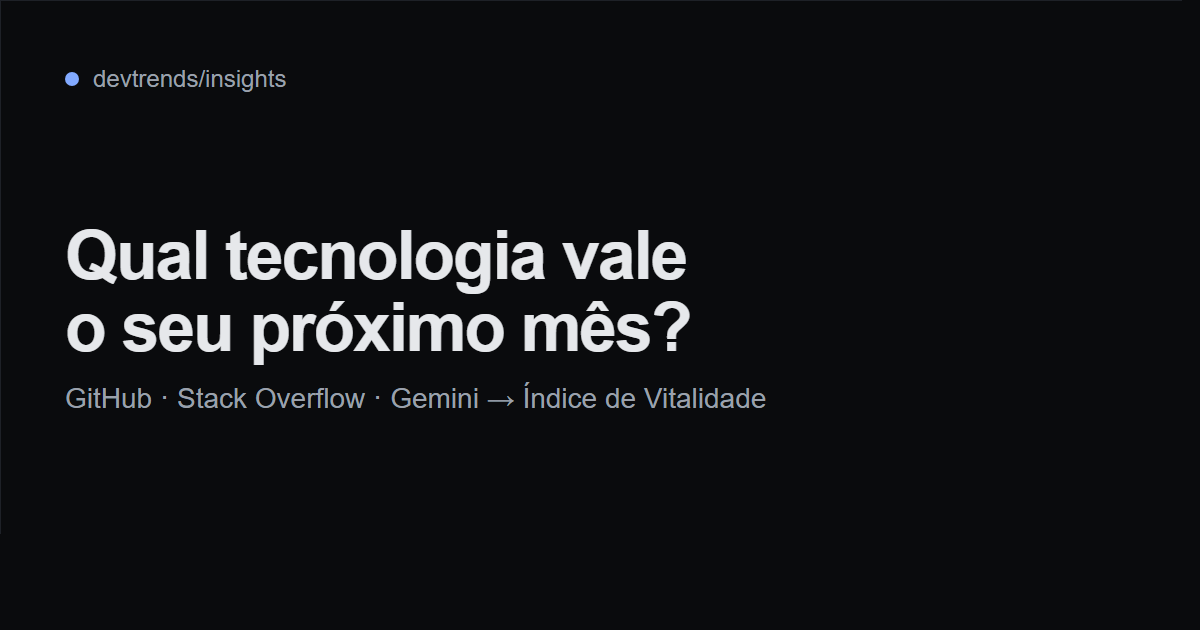 devtrends/insights
Qual tecnologia vale
o seu próximo mês?
GitHub · Stack Overflow · Gemini → Índice de Vitalidade